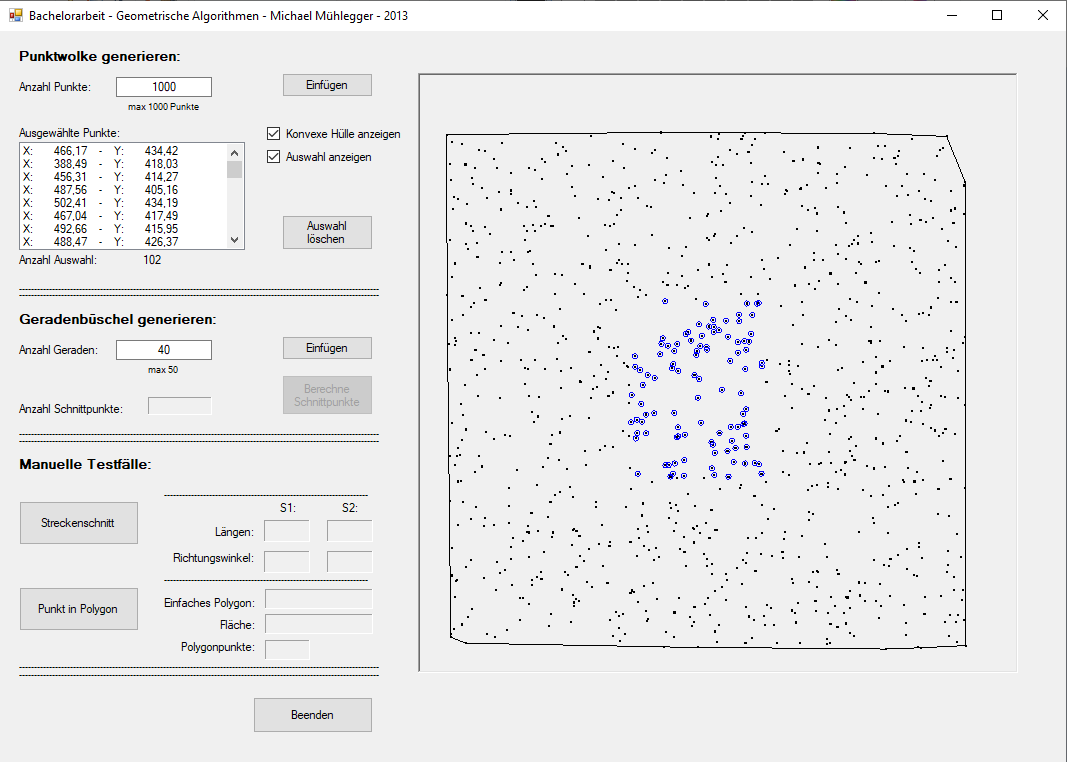 Bachelorarbeit - Geometrische Algorithmen - Michael Mühlegger - 2013
Punktwolke generieren:
Anzahl Punkte: 1000 Einfügen
max 1000 Punkte
Ausgewählte Punkte:
Konvexe Hülle anzeigen
Auswahl anzeigen
X: 466,17 - Y: 434,42
X: 388,49 - Y: 418,03
X: 456,31 - Y: 414,27
X: 487,56 - Y: 405,16
X: 502,41 - Y: 434,19
X: 467,04 - Y: 417,49
X: 492,66 - Y: 415,95
X: 488,47 - Y: 426,37
Auswahl
löschen
Anzahl Auswahl: 102
Geradenbüschel generieren:
Anzahl Geraden: 40 Einfügen
max 50
Berechne
Schnittpunkte
Anzahl Schnittpunkte:
Manuelle Testfälle:
Streckenschnitt
S1: S2:
Längen:
Richtungswinkel:
Punkt in Polygon
Einfaches Polygon:
Fläche:
Polygonpunkte:
Beenden